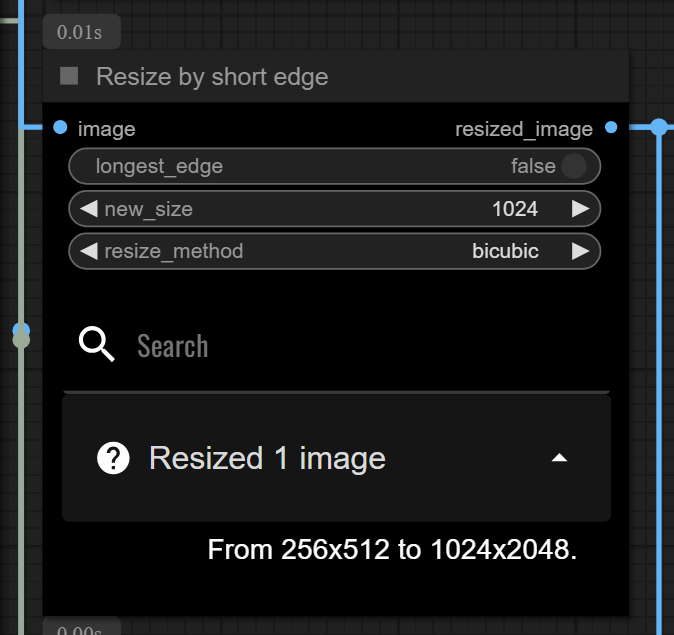 0.01s
Resize by short edge
image resized_image
longest_edge false
new_size 1024
resize_method bicubic
Search
Resized 1 image
From 256x512 to 1024x2048.
0.00s